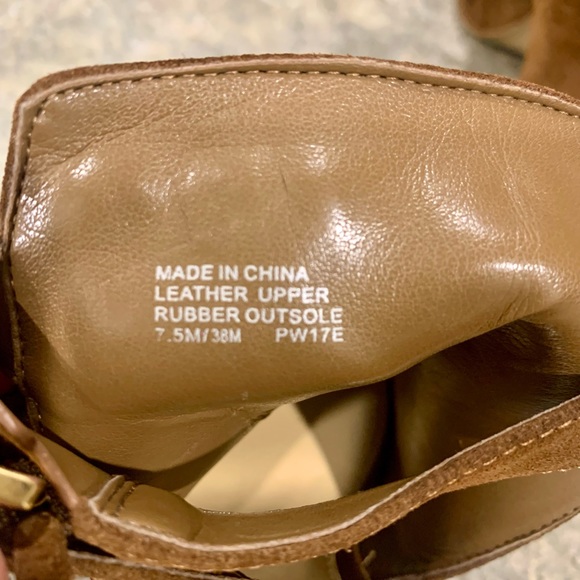 MADE IN CHINA
LEATHER UPPER
RUBBER OUTSOLE
7.5M/38M PW17E